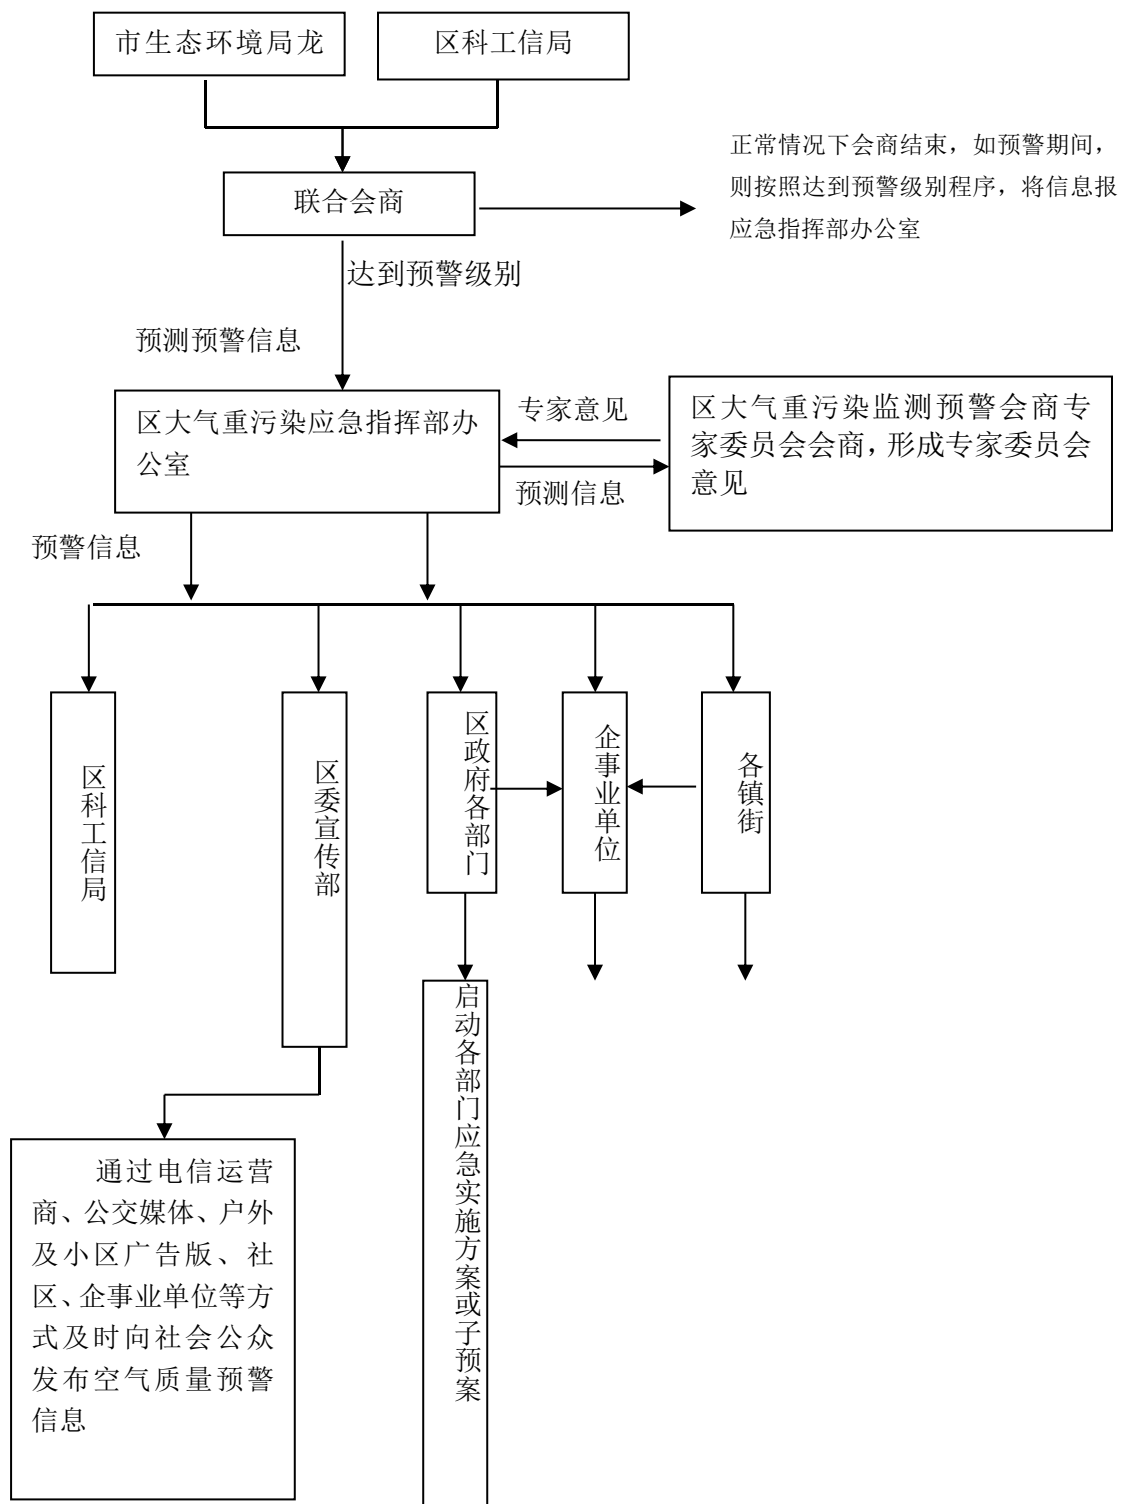 市生态环境局龙
区科工信局
正常情况下会商结束，如预警期间，
则按照达到预警级别程序，将信息报
应急指挥部办公室
联合会商
达到预警级别
预测预警信息
区大气重污染应急指挥部办
公室
专家意见
预测信息
区大气重污染监测预警会商专
家委员会会商，形成专家委员会
意见
预警信息
区科工信局
区委宣传部
区政府各部门
企事业单位
各镇街
启动各部门应急实施方案或子预案
通过电信运营
商、公交媒体、户外
及小区广告版、社
区、企事业单位等方
式及时向社会公众
发布空气质量预警
信息